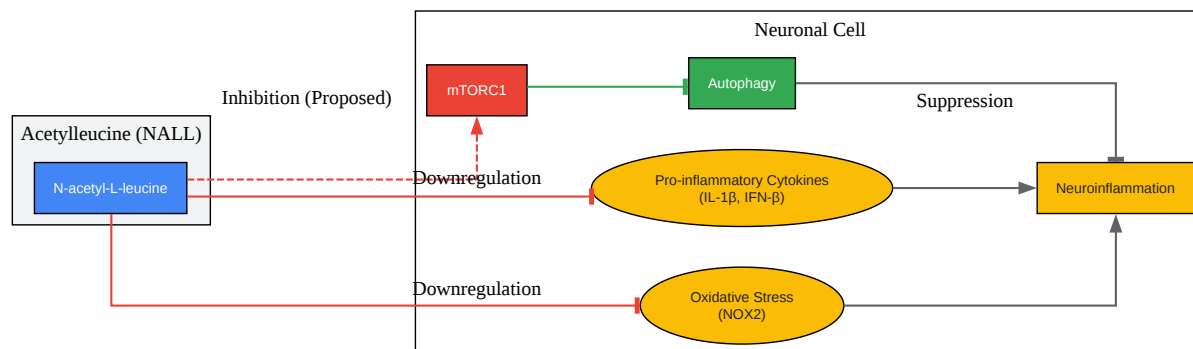 Neuronal Cell
mTORC1
Autophagy
Inhibition (Proposed)
Suppression
Acetylleucine (NALL)
N-acetyl-L-leucine
Downregulation
Pro-inflammatory Cytokines
(IL-1β, IFN-β)
Neuroinflammation
Downregulation
Oxidative Stress
(NOX2)